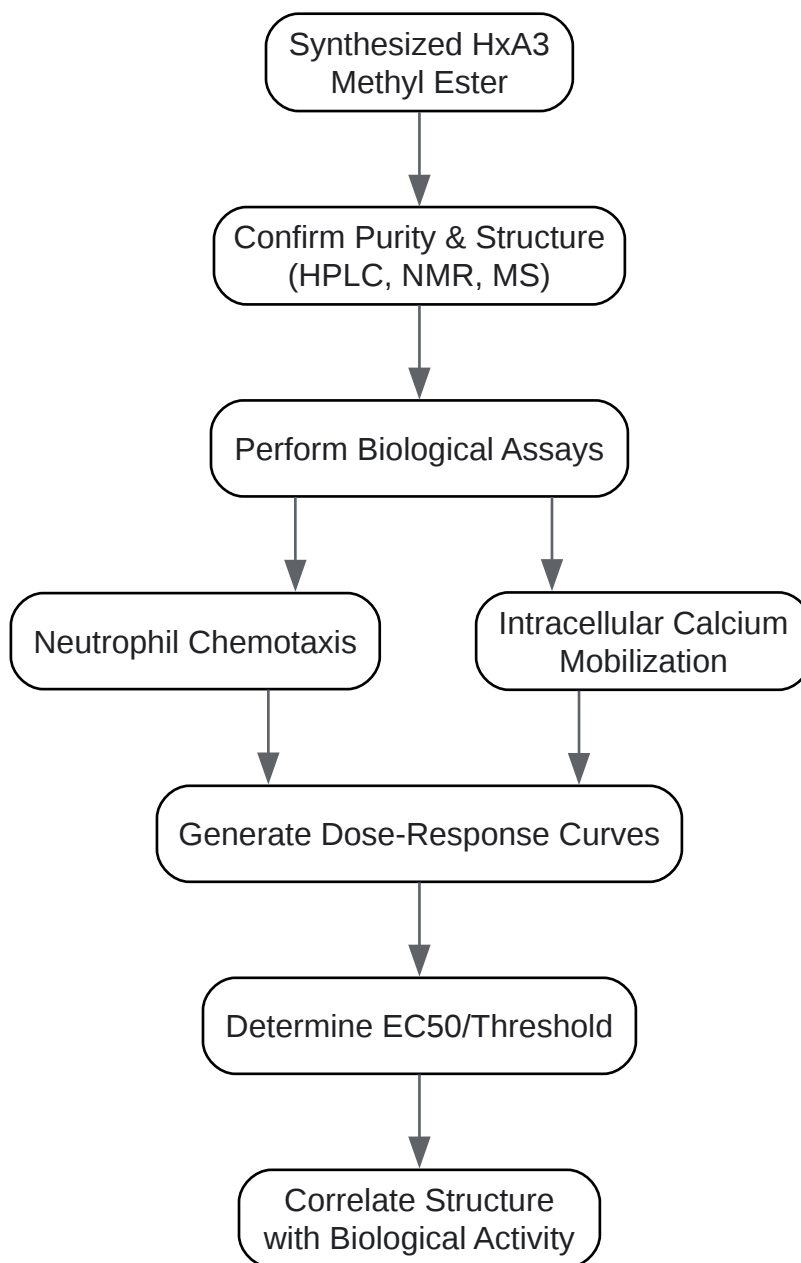 Synthesized HxA3
Methyl Ester
Confirm Purity & Structure
(HPLC, NMR, MS)
Perform Biological Assays
Neutrophil Chemotaxis
Intracellular Calcium
Mobilization
Generate Dose-Response Curves
Determine EC50/Threshold
Correlate Structure
with Biological Activity